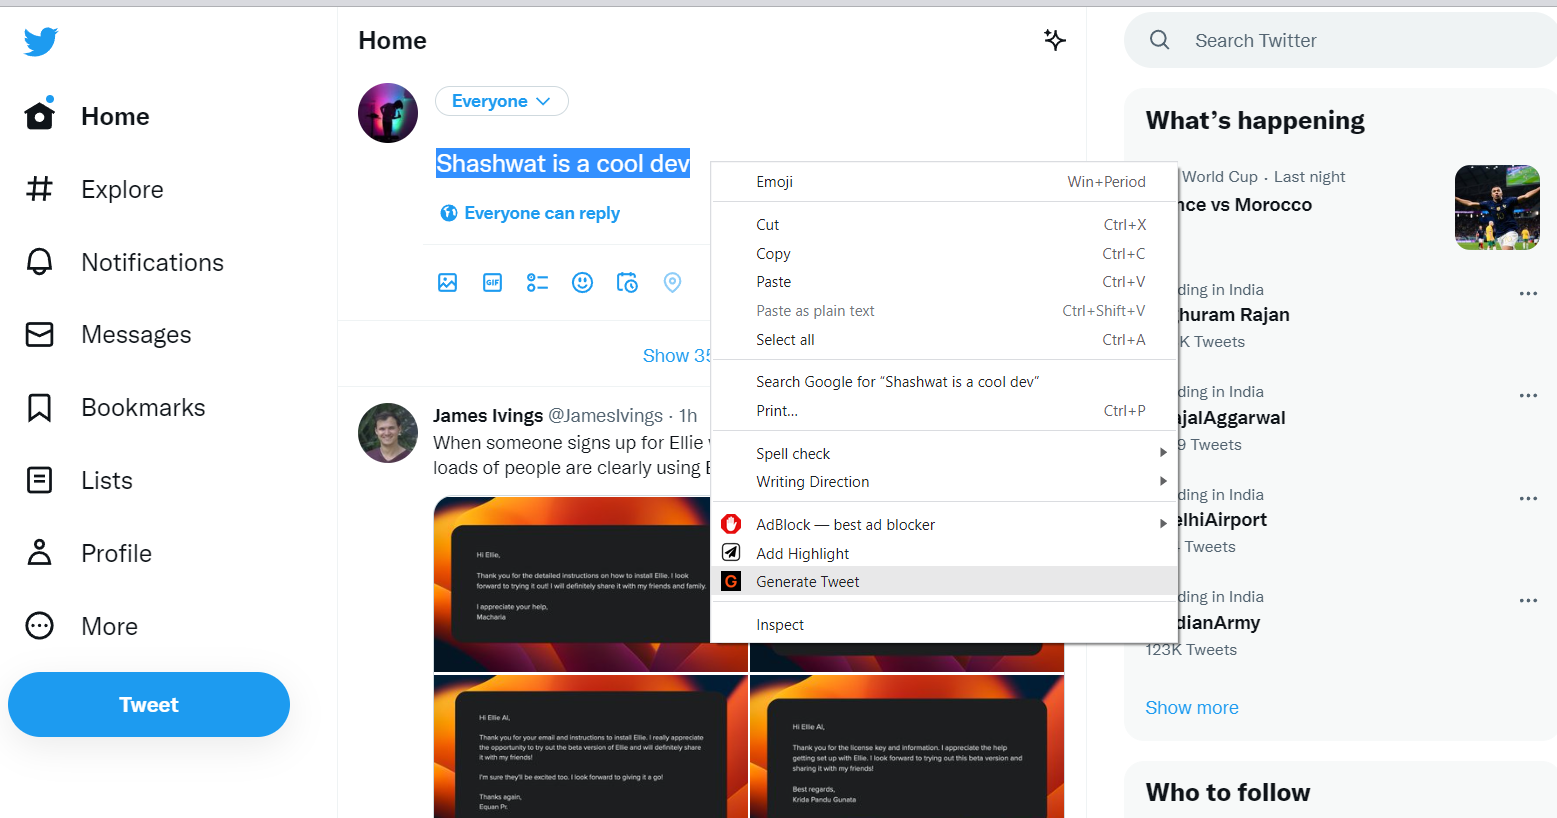 Home
Explore
Notifications
Messages
Bookmarks
Lists
Profile
More
Tweet
Home
Everyone
Shashwat is a cool dev
Everyone can reply
GIF
Show 35
James Ivings @JamesIvings · 1h
When someone signs up for Ellie
loads of people are clearly using
Hi Ellie,
Thank you for the detailed instructions on how to install Ellie. I look
forward to trying it out! I will definitely share it with my friends and family.
I appreciate your help,
Macharia
Hi Ellie AI,
Thank you for your email and instructions to install Ellie. I really appreciate
the opportunity to try out the beta version of Ellie and will definitely share
it with my friends!
I'm sure they'll be excited too. I look forward to giving it a go!
Thanks again,
Equan Pr.
Hi Ellie AI,
Thank you for the license key and information. I appreciate the help
getting set up with Ellie. I look forward to trying out this beta version and
sharing it with my friends!
Best regards,
Krida Pandu Gunata
Emoji Win+Period
Cut Ctrl+X
Copy Ctrl+C
Paste Ctrl+V
Paste as plain text Ctrl+Shift+V
Select all Ctrl+A
Search Google for “Shashwat is a cool dev”
Print... Ctrl+P
Spell check
Writing Direction
AdBlock — best ad blocker
Add Highlight
G Generate Tweet
Inspect
Search Twitter
What’s happening
World Cup · Last night
nce vs Morocco
ding in India
huram Rajan
K Tweets
ding in India
ajalAggarwal
9 Tweets
ding in India
elhiAirport
Tweets
ding in India
dianArmy
123K Tweets
Show more
Who to follow